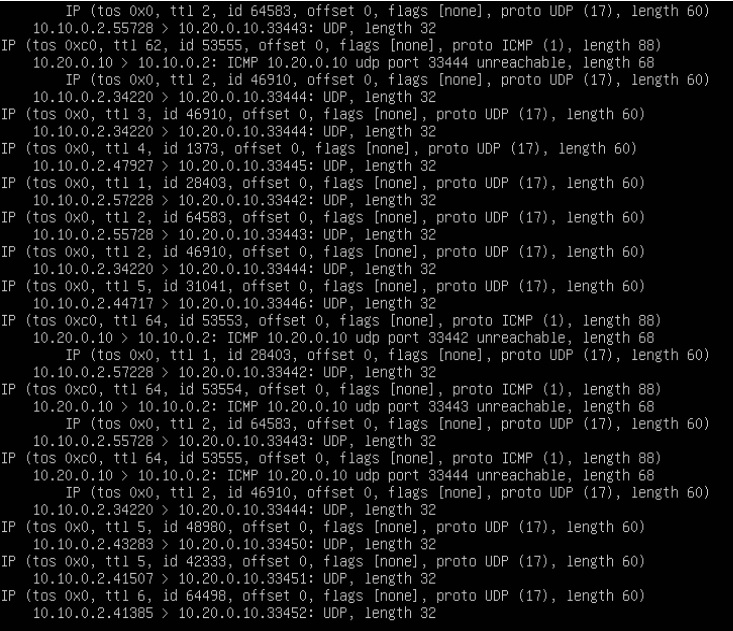 IP (tos 0x0, ttl 2, id 64583, offset 0, flags [none], proto UDP (17), length 60)
10.10.0.2.55728 > 10.20.0.10.33443: UDP, length 32
IP (tos 0xc0, ttl 62, id 53555, offset 0, flags [none], proto ICMP (1), length 88)
10.20.0.10 > 10.10.0.2: ICMP 10.20.0.10 udp port 33444 unreachable, length 68
IP (tos 0x0, ttl 2, id 46910, offset 0, flags [none], proto UDP (17), length 60)
10.10.0.2.34220 > 10.20.0.10.33444: UDP, length 32
IP (tos 0x0, ttl 3, id 46910, offset 0, flags [none], proto UDP (17), length 60)
10.10.0.2.34220 > 10.20.0.10.33444: UDP, length 32
IP (tos 0x0, ttl 4, id 1373, offset 0, flags [none], proto UDP (17), length 60)
10.10.0.2.47927 > 10.20.0.10.33445: UDP, length 32
IP (tos 0x0, ttl 1, id 28403, offset 0, flags [none], proto UDP (17), length 60)
10.10.0.2.57228 > 10.20.0.10.33442: UDP, length 32
IP (tos 0x0, ttl 2, id 64583, offset 0, flags [none], proto UDP (17), length 60)
10.10.0.2.55728 > 10.20.0.10.33443: UDP, length 32
IP (tos 0x0, ttl 2, id 46910, offset 0, flags [none], proto UDP (17), length 60)
10.10.0.2.34220 > 10.20.0.10.33444: UDP, length 32
IP (tos 0x0, ttl 5, id 31041, offset 0, flags [none], proto UDP (17), length 60)
10.10.0.2.44717 > 10.20.0.10.33446: UDP, length 32
IP (tos 0xc0, ttl 64, id 53553, offset 0, flags [none], proto ICMP (1), length 88)
10.20.0.10 > 10.10.0.2: ICMP 10.20.0.10 udp port 33442 unreachable, length 68
IP (tos 0x0, ttl 1, id 28403, offset 0, flags [none], proto UDP (17), length 60)
10.10.0.2.57228 > 10.20.0.10.33442: UDP, length 32
IP (tos 0xc0, ttl 64, id 53554, offset 0, flags [none], proto ICMP (1), length 88)
10.20.0.10 > 10.10.0.2: ICMP 10.20.0.10 udp port 33443 unreachable, length 68
IP (tos 0x0, ttl 2, id 64583, offset 0, flags [none], proto UDP (17), length 60)
10.10.0.2.55728 > 10.20.0.10.33443: UDP, length 32
IP (tos 0xc0, ttl 64, id 53555, offset 0, flags [none], proto ICMP (1), length 88)
10.20.0.10 > 10.10.0.2: ICMP 10.20.0.10 udp port 33444 unreachable, length 68
IP (tos 0x0, ttl 2, id 46910, offset 0, flags [none], proto UDP (17), length 60)
10.10.0.2.34220 > 10.20.0.10.33444: UDP, length 32
IP (tos 0x0, ttl 5, id 48980, offset 0, flags [none], proto UDP (17), length 60)
10.10.0.2.43283 > 10.20.0.10.33450: UDP, length 32
IP (tos 0x0, ttl 5, id 42333, offset 0, flags [none], proto UDP (17), length 60)
10.10.0.2.41507 > 10.20.0.10.33451: UDP, length 32
IP (tos 0x0, ttl 6, id 64498, offset 0, flags [none], proto UDP (17), length 60)
10.10.0.2.41385 > 10.20.0.10.33452: UDP, length 32